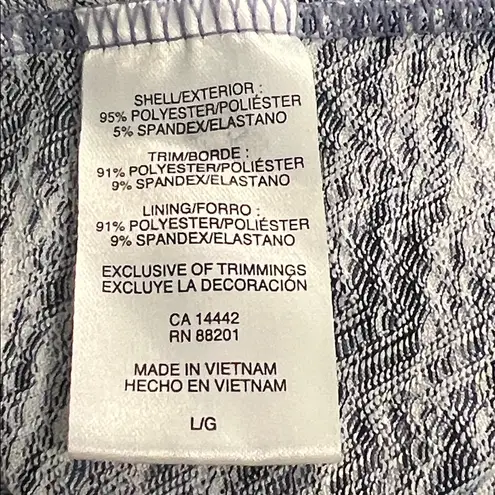 SHELL/EXTERIOR :
95% POLYESTER/POLIÉSTER
5% SPANDEX/ELASTANO
TRIM/BORDE :
91% POLYESTER/POLIÉSTER
9% SPANDEX/ELASTANO
LINING/FORRO :
91% POLYESTER/POLIÉSTER
9% SPANDEX/ELASTANO
EXCLUSIVE OF TRIMMINGS
EXCLUYE LA DECORACIÓN
CA 14442
RN 88201
MADE IN VIETNAM
HECHO EN VIETNAM
L/G